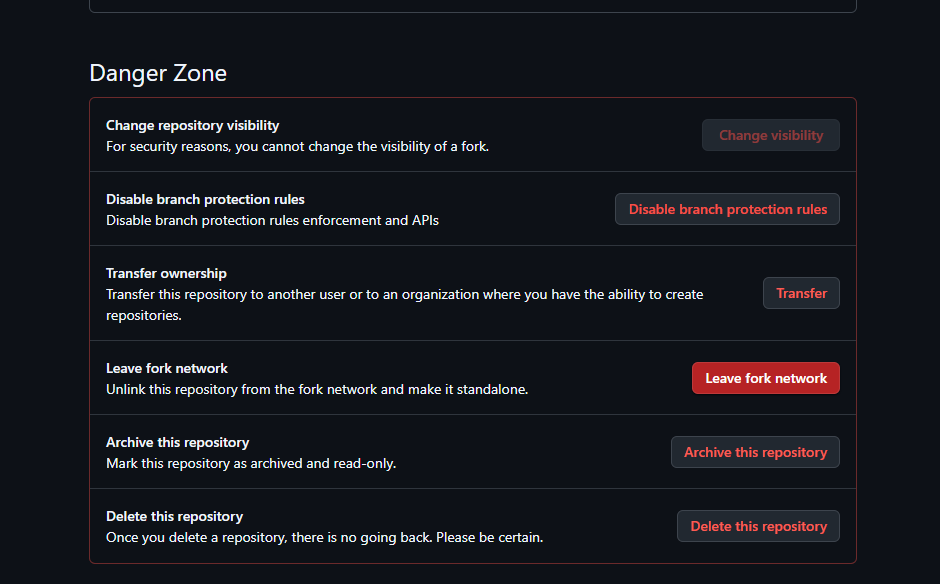 Danger Zone
Change repository visibility
For security reasons, you cannot change the visibility of a fork.
Change visibility
Disable branch protection rules
Disable branch protection rules enforcement and APIs
Disable branch protection rules
Transfer ownership
Transfer this repository to another user or to an organization where you have the ability to create
repositories.
Transfer
Leave fork network
Unlink this repository from the fork network and make it standalone.
Leave fork network
Archive this repository
Mark this repository as archived and read-only.
Archive this repository
Delete this repository
Once you delete a repository, there is no going back. Please be certain.
Delete this repository